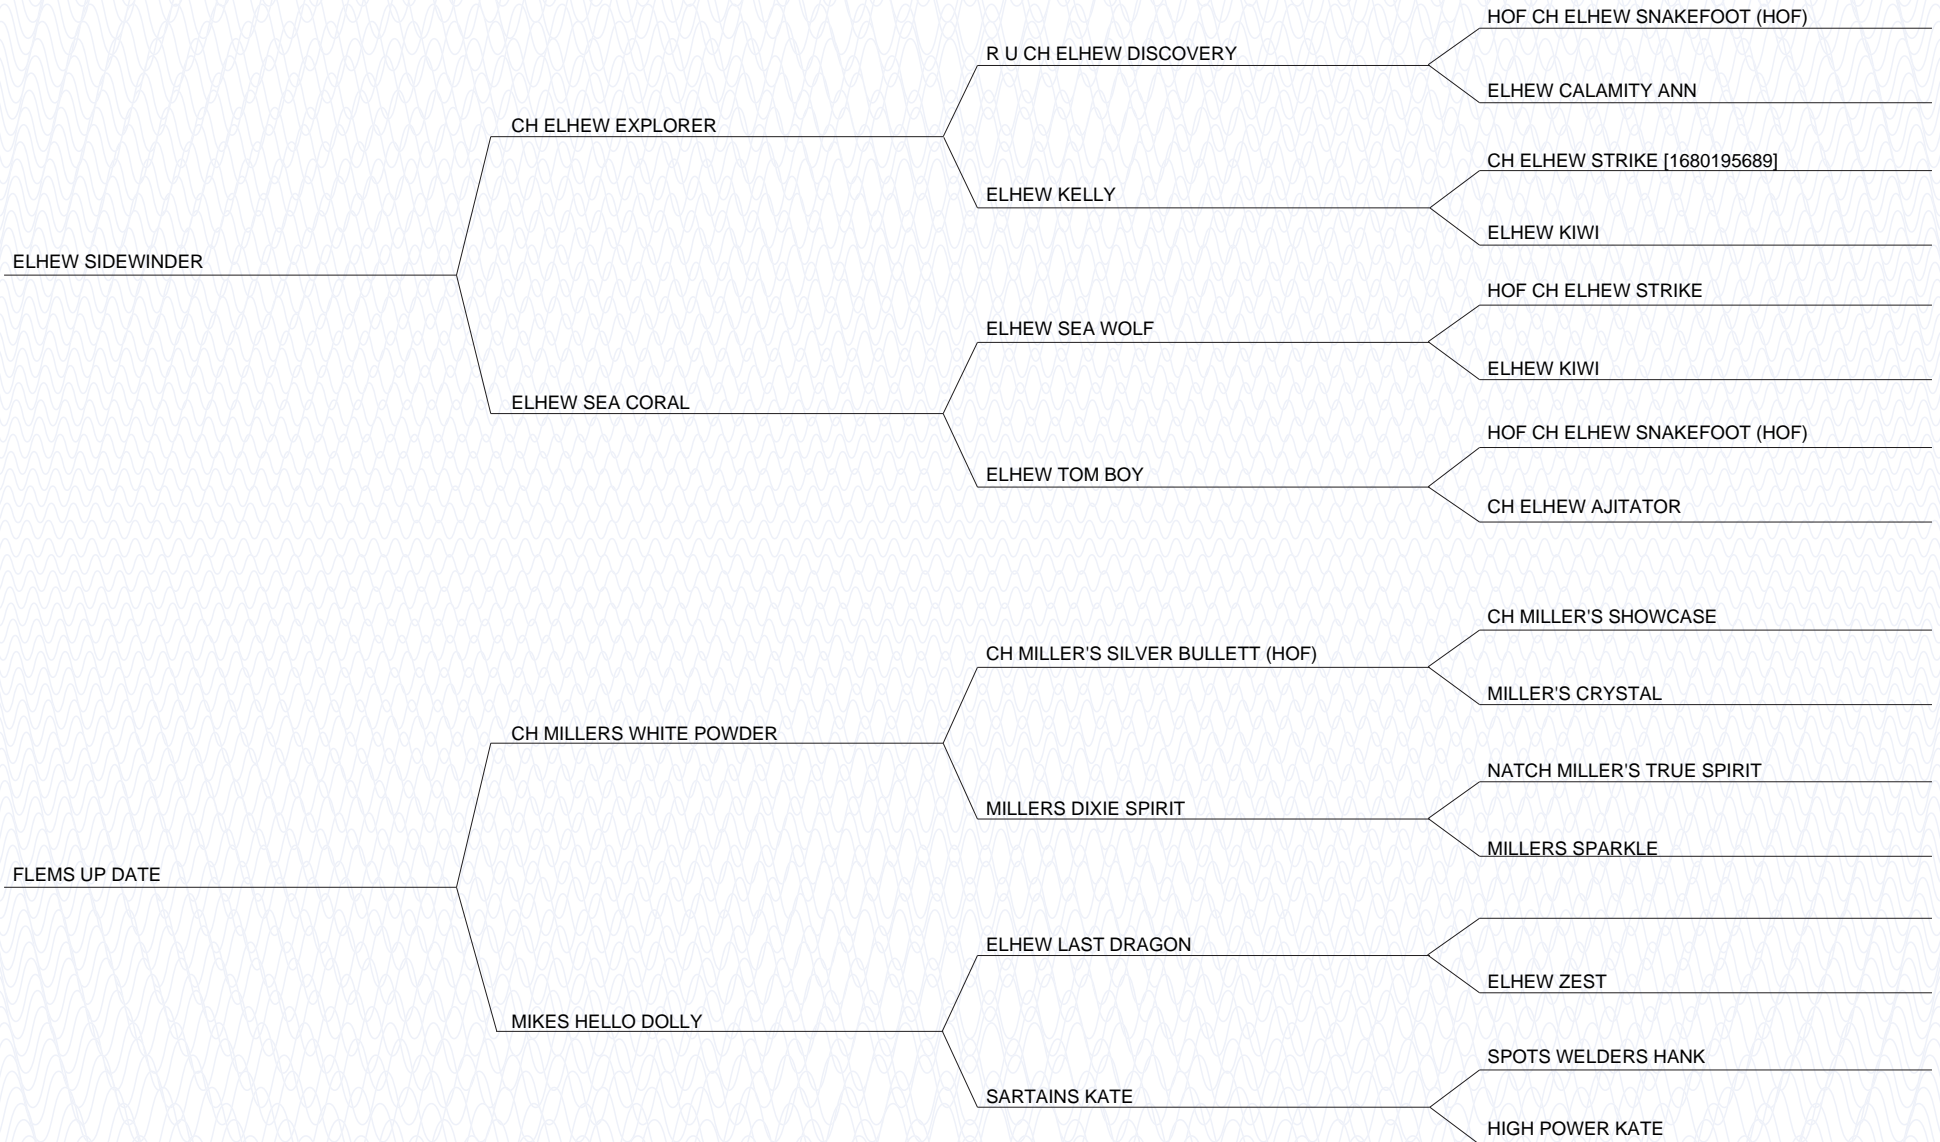 HOF CH ELHEW SNAKEFOOT (HOF)
R U CH ELHEW DISCOVERY
ELHEW CALAMITY ANN
CH ELHEW EXPLORER
CH ELHEW STRIKE [1680195689]
ELHEW KELLY
ELHEW KIWI
ELHEW SIDEWINDER
HOF CH ELHEW STRIKE
ELHEW SEA WOLF
ELHEW KIWI
ELHEW SEA CORAL
HOF CH ELHEW SNAKEFOOT (HOF)
ELHEW TOM BOY
CH ELHEW AJITATOR
CH MILLER'S SHOWCASE
CH MILLER'S SILVER BULLETT (HOF)
MILLER'S CRYSTAL
CH MILLERS WHITE POWDER
NATCH MILLER'S TRUE SPIRIT
MILLERS DIXIE SPIRIT
MILLERS SPARKLE
FLEMS UP DATE
ELHEW LAST DRAGON
ELHEW ZEST
MIKES HELLO DOLLY
SPOTS WELDERS HANK
SARTAINS KATE
HIGH POWER KATE